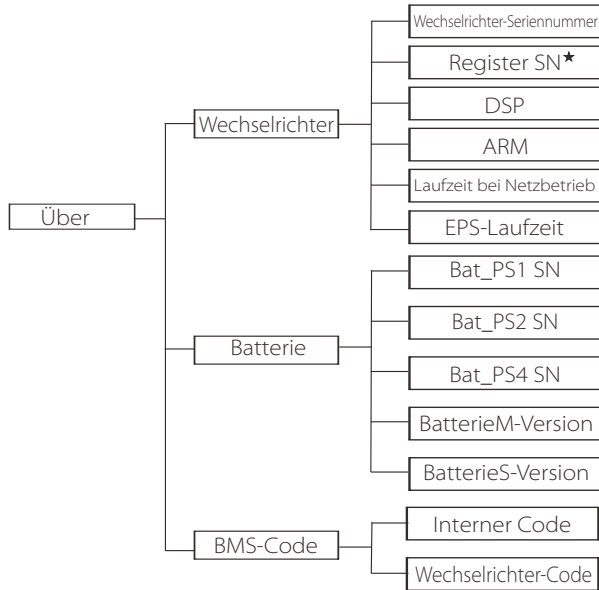 Wechselrichter-Seriennummer
Register SN★
DSP
Wechselrichter
ARM
Laufzeit bei Netzbetrieb
Über
EPS-Laufzeit
Bat_PS1 SN
Bat_PS2 SN
Batterie
Bat_PS4 SN
BatterieM-Version
BatterieS-Version
Interner Code
BMS-Code
Wechselrichter-Code